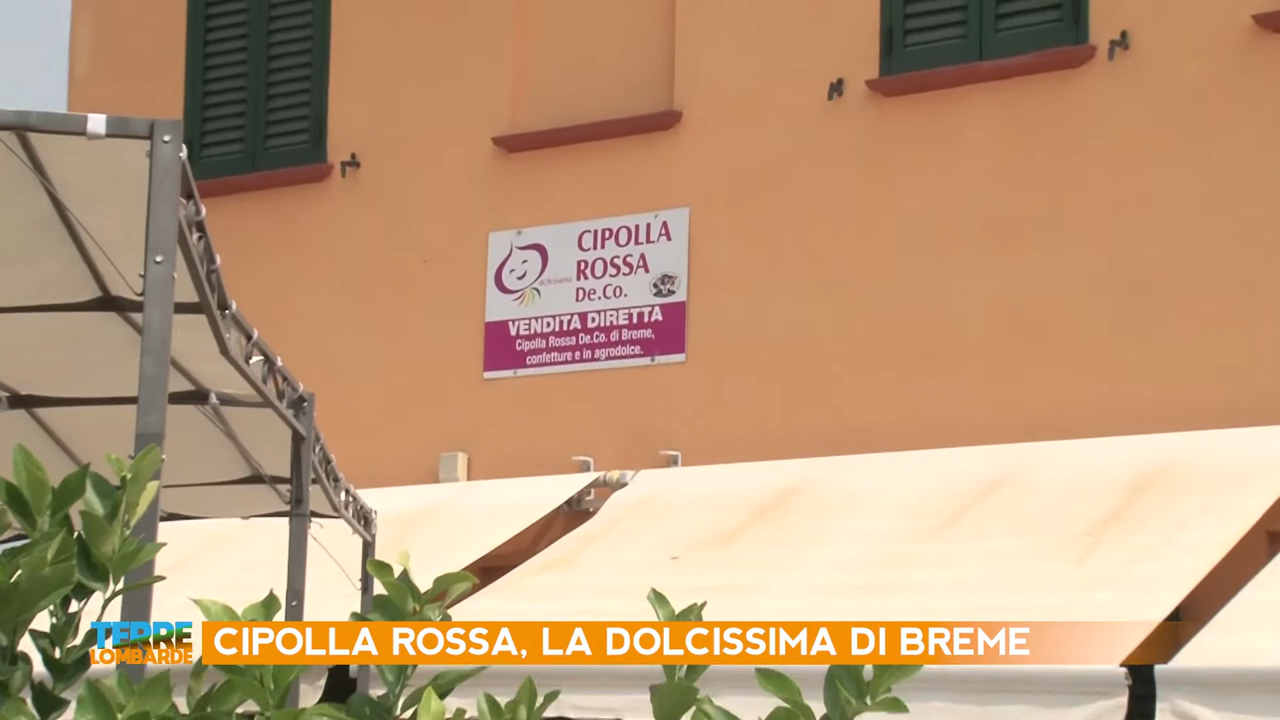 CIPOLLA
ROSSA
dolcissima
De.Co.
VENDITA DIRETTA
Cipolla Rossa De.Co. di Breme,
confetture e in agrodolce.
TERRE
LOMBARDE
CIPOLLA ROSSA, LA DOLCISSIMA DI BREME